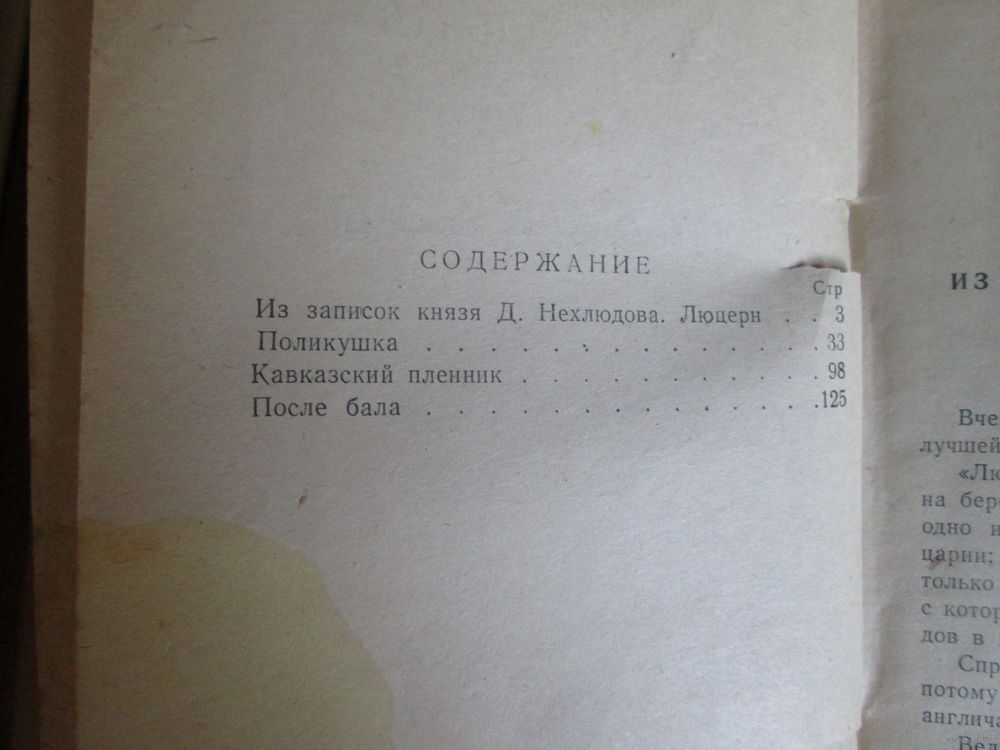 СОДЕРЖАНИЕ
Стр
Из записок князя Д. Нехлюдова. Люцерн . . 3
Поликушка . . . . . . . . . . . . . . 33
Кавказский пленник . . . . . . . . . . . 98
После бала . . . . . . . . . . . . . .125
ИЗ
Вче
лучшей
«Лю
на бер
одно и
царии;
только
с котор
дов в
Спр
потому
англича
Вел